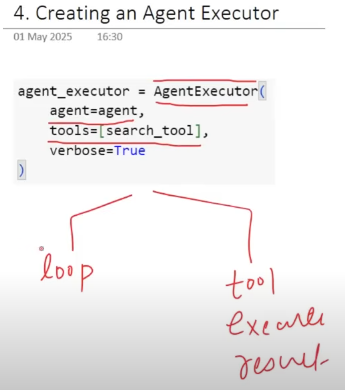 4. Creating an Agent Executor
01 May 2025 16:30
agent_executor = AgentExecutor(
agent=agent,
tools=[search_tool],
verbose=True
)
loop
tool
execute
result